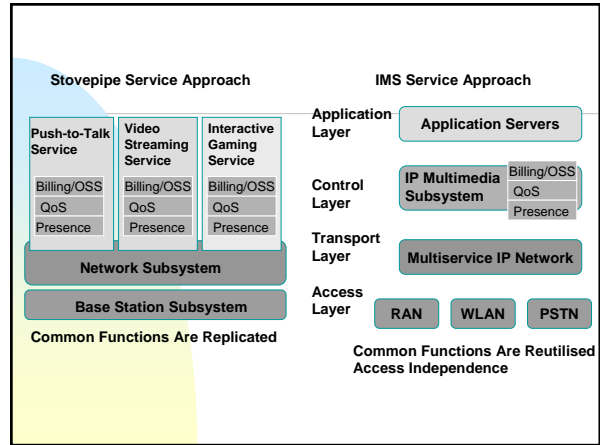 Stovepipe Service Approach
Push-to-Talk
Service
Billing/OSS
QoS
Presence
Video
Streaming
Service
Billing/OSS
QoS
Presence
Interactive
Gaming
Service
Billing/OSS
QoS
Presence
Network Subsystem
Base Station Subsystem
Common Functions Are Replicated
IMS Service Approach
Application
Layer
Application Servers
Control
Layer
IP Multimedia
Subsystem
Billing/OSS
QoS
Presence
Transport
Layer
Multiservice IP Network
Access
Layer
RAN
WLAN
PSTN
Common Functions Are Reutilised
Access Independence